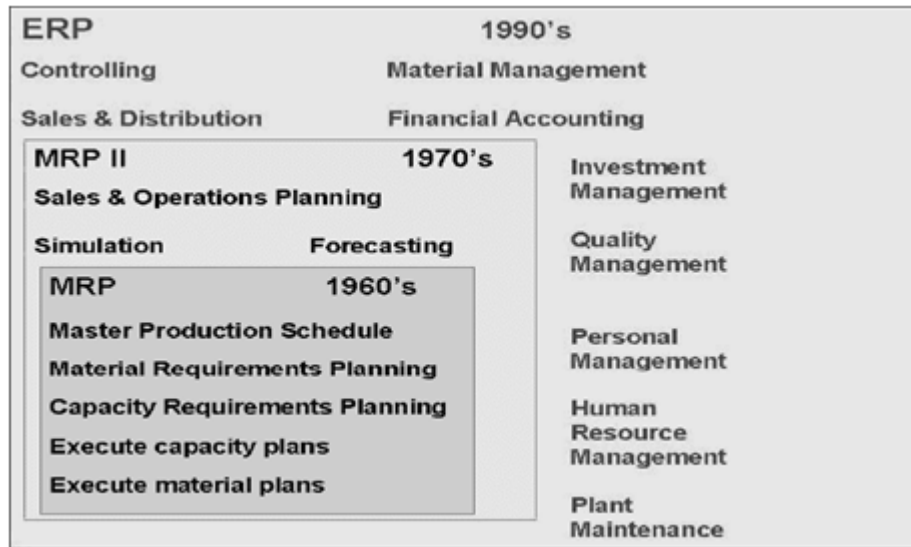 ERP 1990's
Controlling Material Management
Sales & Distribution Financial Accounting
MRP II 1970's
Sales & Operations Planning
Simulation Forecasting
MRP 1960's
Master Production Schedule
Material Requirements Planning
Capacity Requirements Planning
Execute capacity plans
Execute material plans
Investment
Management
Quality
Management
Personal
Management
Human
Resource
Management
Plant
Maintenance